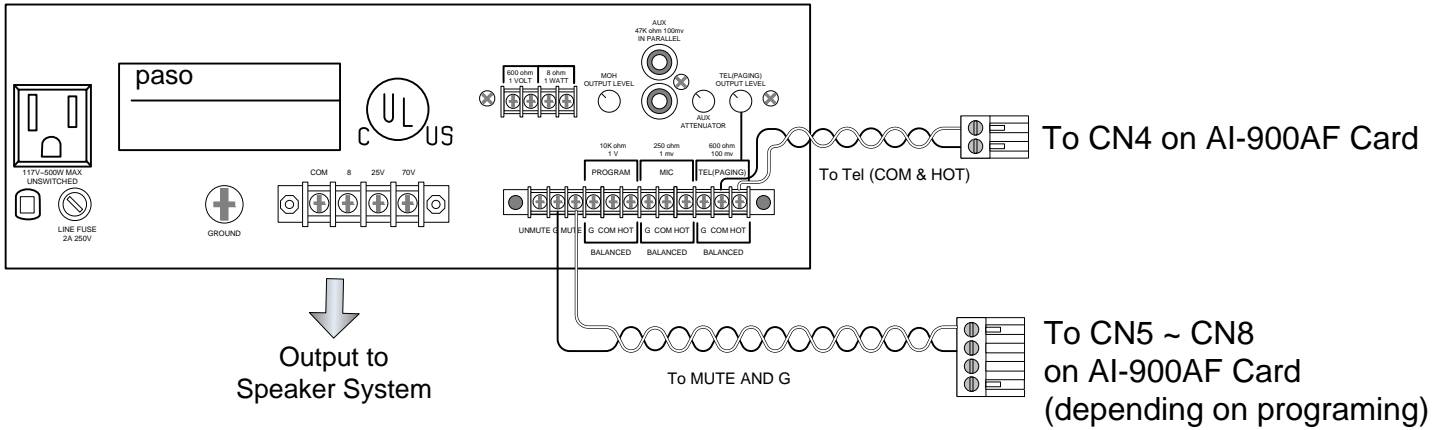 paso
C UL US
117V~500W MAX
UNSWITCHED
LINE FUSE
2A 250V
GROUND
COM 8 25V 70V
600 ohm
1 VOLT
8 ohm
1 WATT
MOH
OUTPUT LEVEL
AUX
47K ohm 100mv
IN PARALLEL
AUX
ATTENUATOR
TEL(PAGING)
OUTPUT LEVEL
10K ohm
1 V
250 ohm
1 mv
600 ohm
100 mv
PROGRAM
MIC
TEL(PAGING)
UNMUTE G MUTE
G COM HOT
G COM HOT
G COM HOT
BALANCED
BALANCED
BALANCED
To Tel (COM & HOT)
To CN4 on AI-900AF Card
To MUTE AND G
To CN5 ~ CN8
on AI-900AF Card
(depending on programing)
Output to
Speaker System